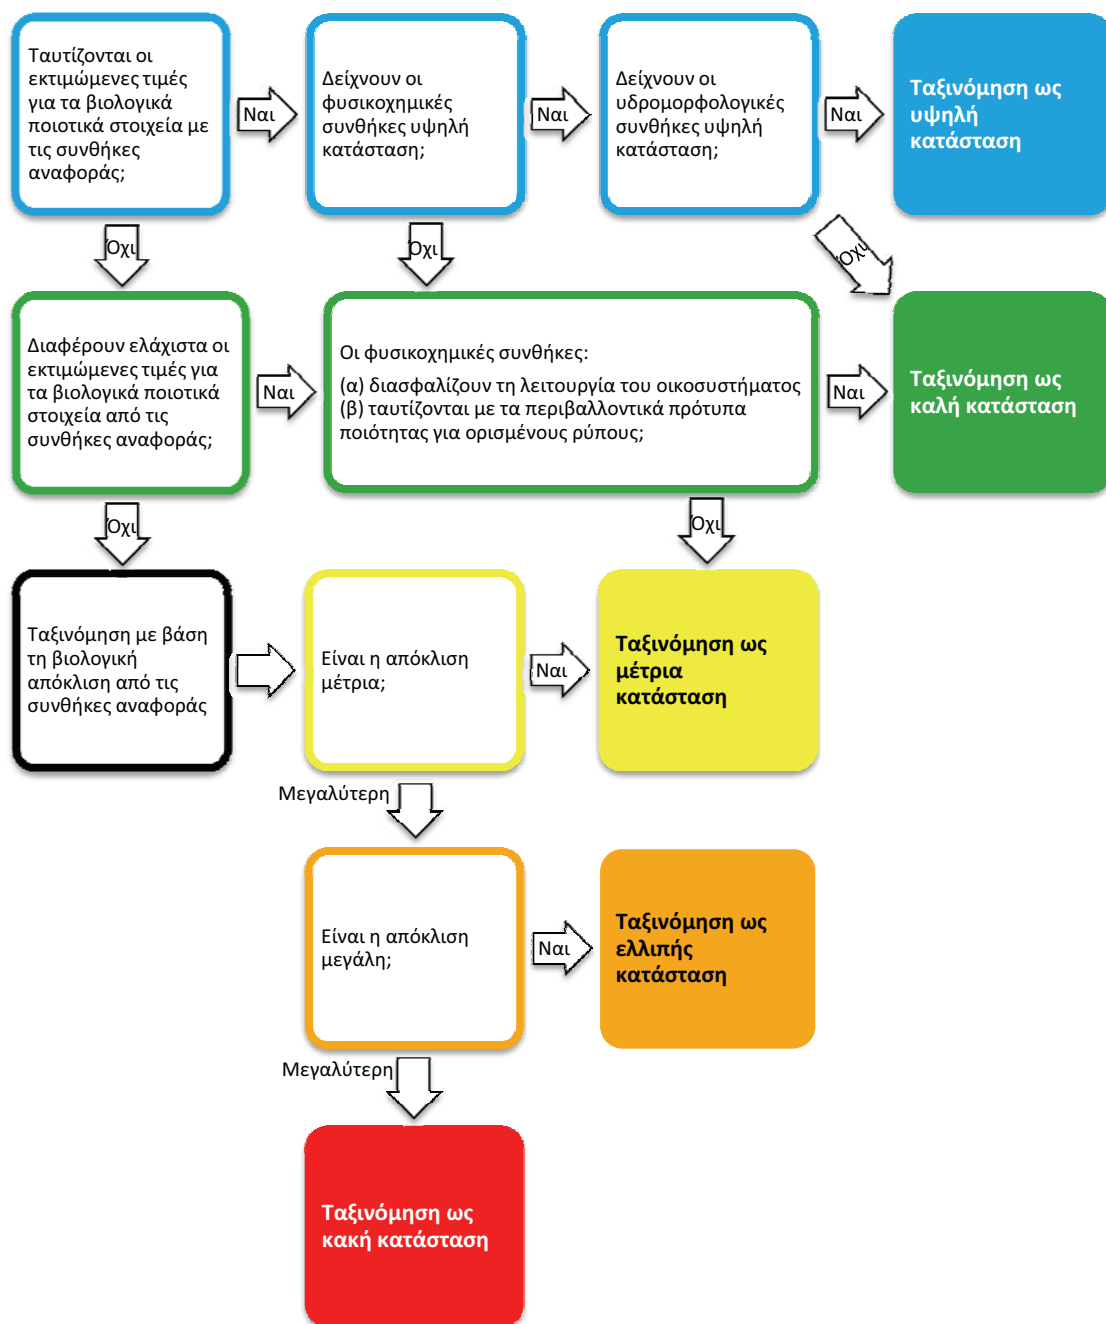 Ταυτίζονται οι
εκτιμώμενες τιμές
για τα βιολογικά
ποιοτικά στοιχεία με
τις συνθήκες
αναφοράς;
Ναι
Δείχνουν οι
φυσικοχημικές
συνθήκες υψηλή
κατάσταση;
Ναι
Δείχνουν οι
υδρομορφολογικές
συνθήκες υψηλή
κατάσταση;
Ναι
Ταξινόμηση ως
υψηλή
κατάσταση
Όχι
Όχι
Όχι
Διαφέρουν ελάχιστα οι
εκτιμώμενες τιμές για
τα βιολογικά ποιοτικά
στοιχεία από τις
συνθήκες αναφοράς;
Ναι
Οι φυσικοχημικές συνθήκες:
(α) διασφαλίζουν τη λειτουργία του οικοσυστήματος
(β) ταυτίζονται με τα περιβαλλοντικά πρότυπα
ποιότητας για ορισμένους ρύπους;
Ναι
Ταξινόμηση ως
καλή κατάσταση
Όχι
Όχι
Ταξινόμηση με βάση
τη βιολογική
απόκλιση από τις
συνθήκες αναφοράς
Είναι η απόκλιση
μέτρια;
Ναι
Ταξινόμηση ως
μέτρια
κατάσταση
Μεγαλύτερη
Είναι η απόκλιση
μεγάλη;
Ναι
Ταξινόμηση ως
ελλιπής
κατάσταση
Μεγαλύτερη
Ταξινόμηση ως
κακή κατάσταση